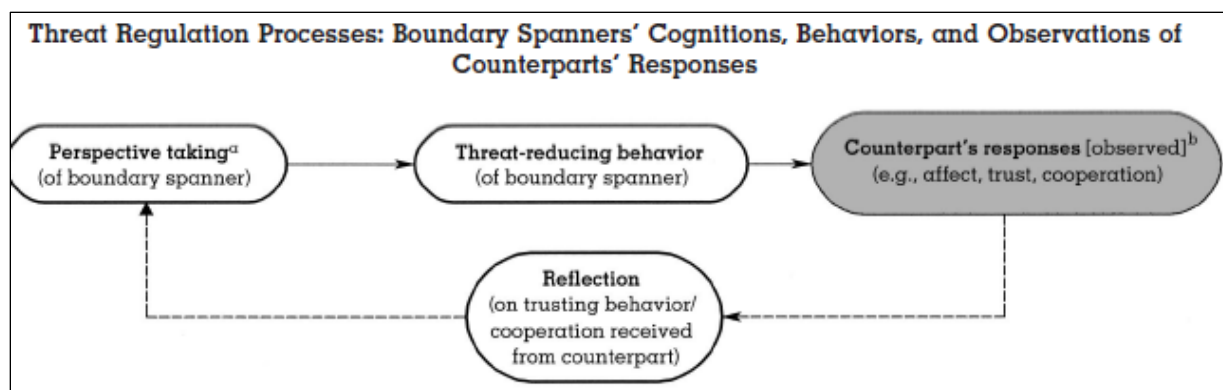 Threat Regulation Processes: Boundary Spanners’ Cognitions, Behaviors, and Observations of
Counterparts’ Responses
Perspective takingᵃ
(of boundary spanner)
Threat-reducing behavior
(of boundary spanner)
Counterpart’s responses [observed]ᵇ
(e.g., affect, trust, cooperation)
Reflection
(on trusting behavior/
cooperation received
from counterpart)